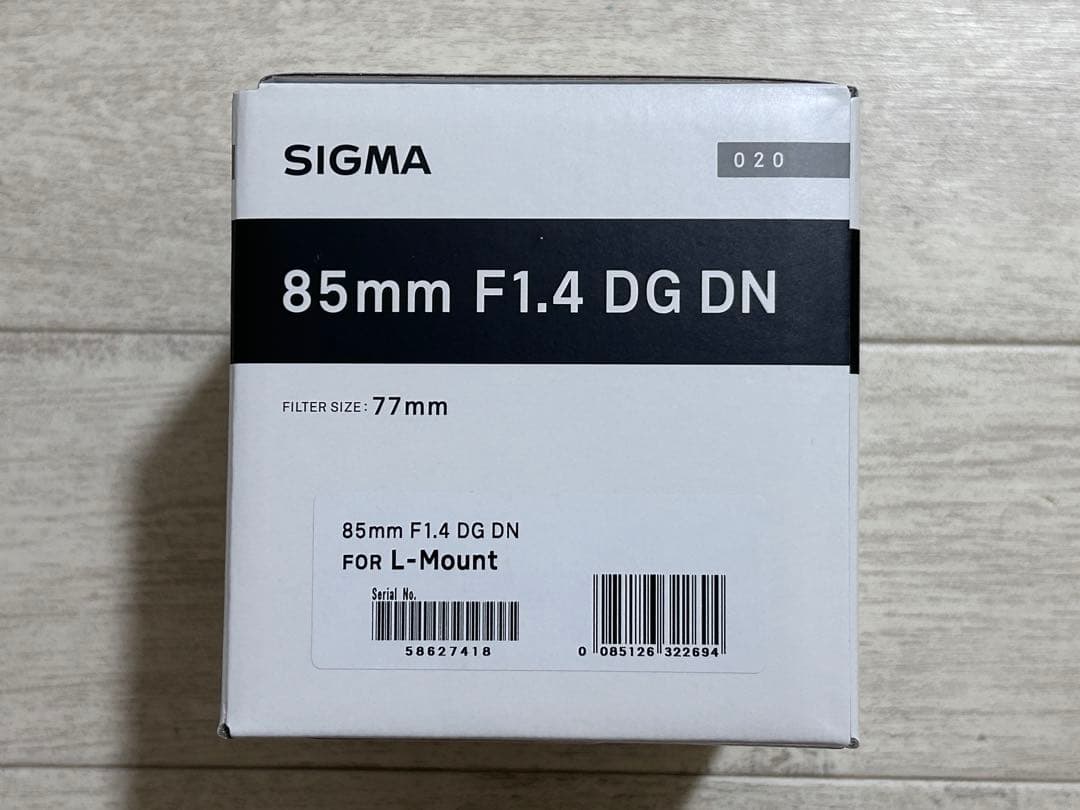 SIGMA
020
85mm F1.4 DG DN
FILTER SIZE: 77mm
85mm F1.4 DG DN
FOR L-Mount
Serial No.
58627418
0 085126 322694